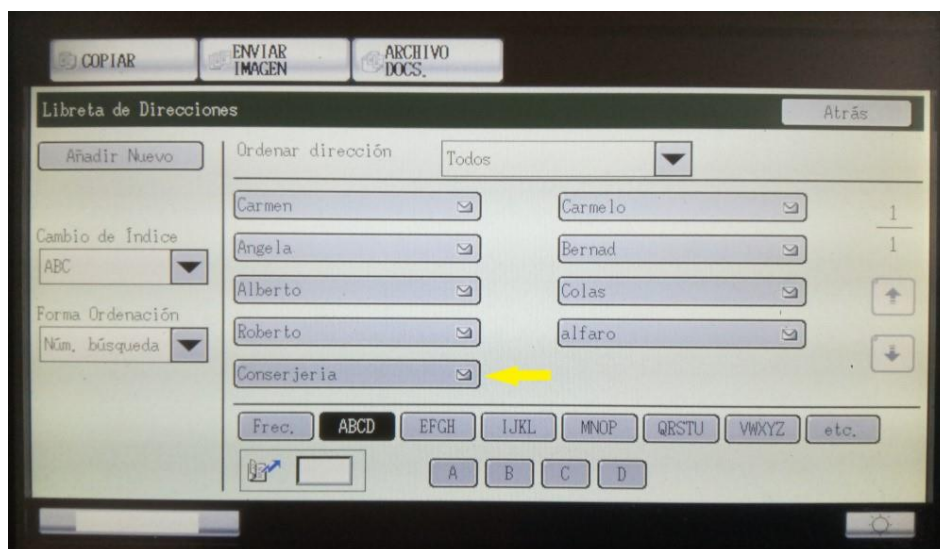 COPIAR
ENVIAR
IMAGEN
ARCHIVO
DOCS.
Libreta de Direcciones
Atrás
Añadir Nuevo
Ordenar dirección
Todos
Carmen
Carmelo
1
Cambio de Índice
Angela
Bernad
1
ABC
Alberto
Colas
Forma Ordenación
Roberto
alfaro
Núm. búsqueda
Conserjeria
Frec.
ABCD
EFGH
IJKL
MNOP
QRSTU
VWXYZ
etc.
A
B
C
D